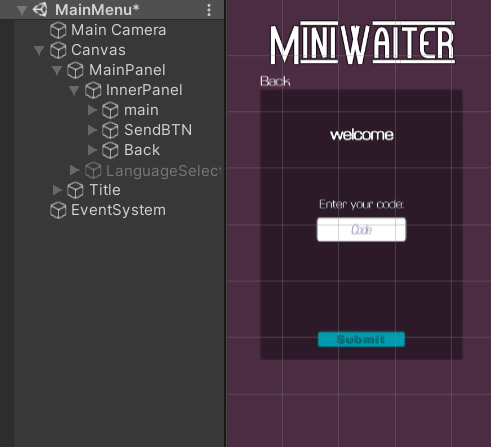 MainMenu*
Main Camera
Canvas
MainPanel
InnerPanel
main
SendBTN
Back
LanguageSelect
Title
EventSystem
MINIWAITER
Back
welcome
Enter your code:
Code
Submit